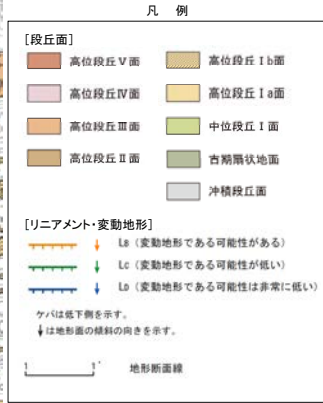 凡 例
[段丘面]
高位段丘Ⅴ面
高位段丘Ⅰb面
高位段丘Ⅳ面
高位段丘Ⅰa面
高位段丘Ⅲ面
中位段丘Ⅰ面
高位段丘Ⅱ面
古期扇状地面
沖積段丘面
[リニアメント・変動地形]
LB (変動地形である可能性がある)
LC (変動地形である可能性が低い)
LD (変動地形である可能性は非常に低い)
ケバは低下側を示す。
↓は地形面の傾斜の向きを示す。
1 1' 地形断面線